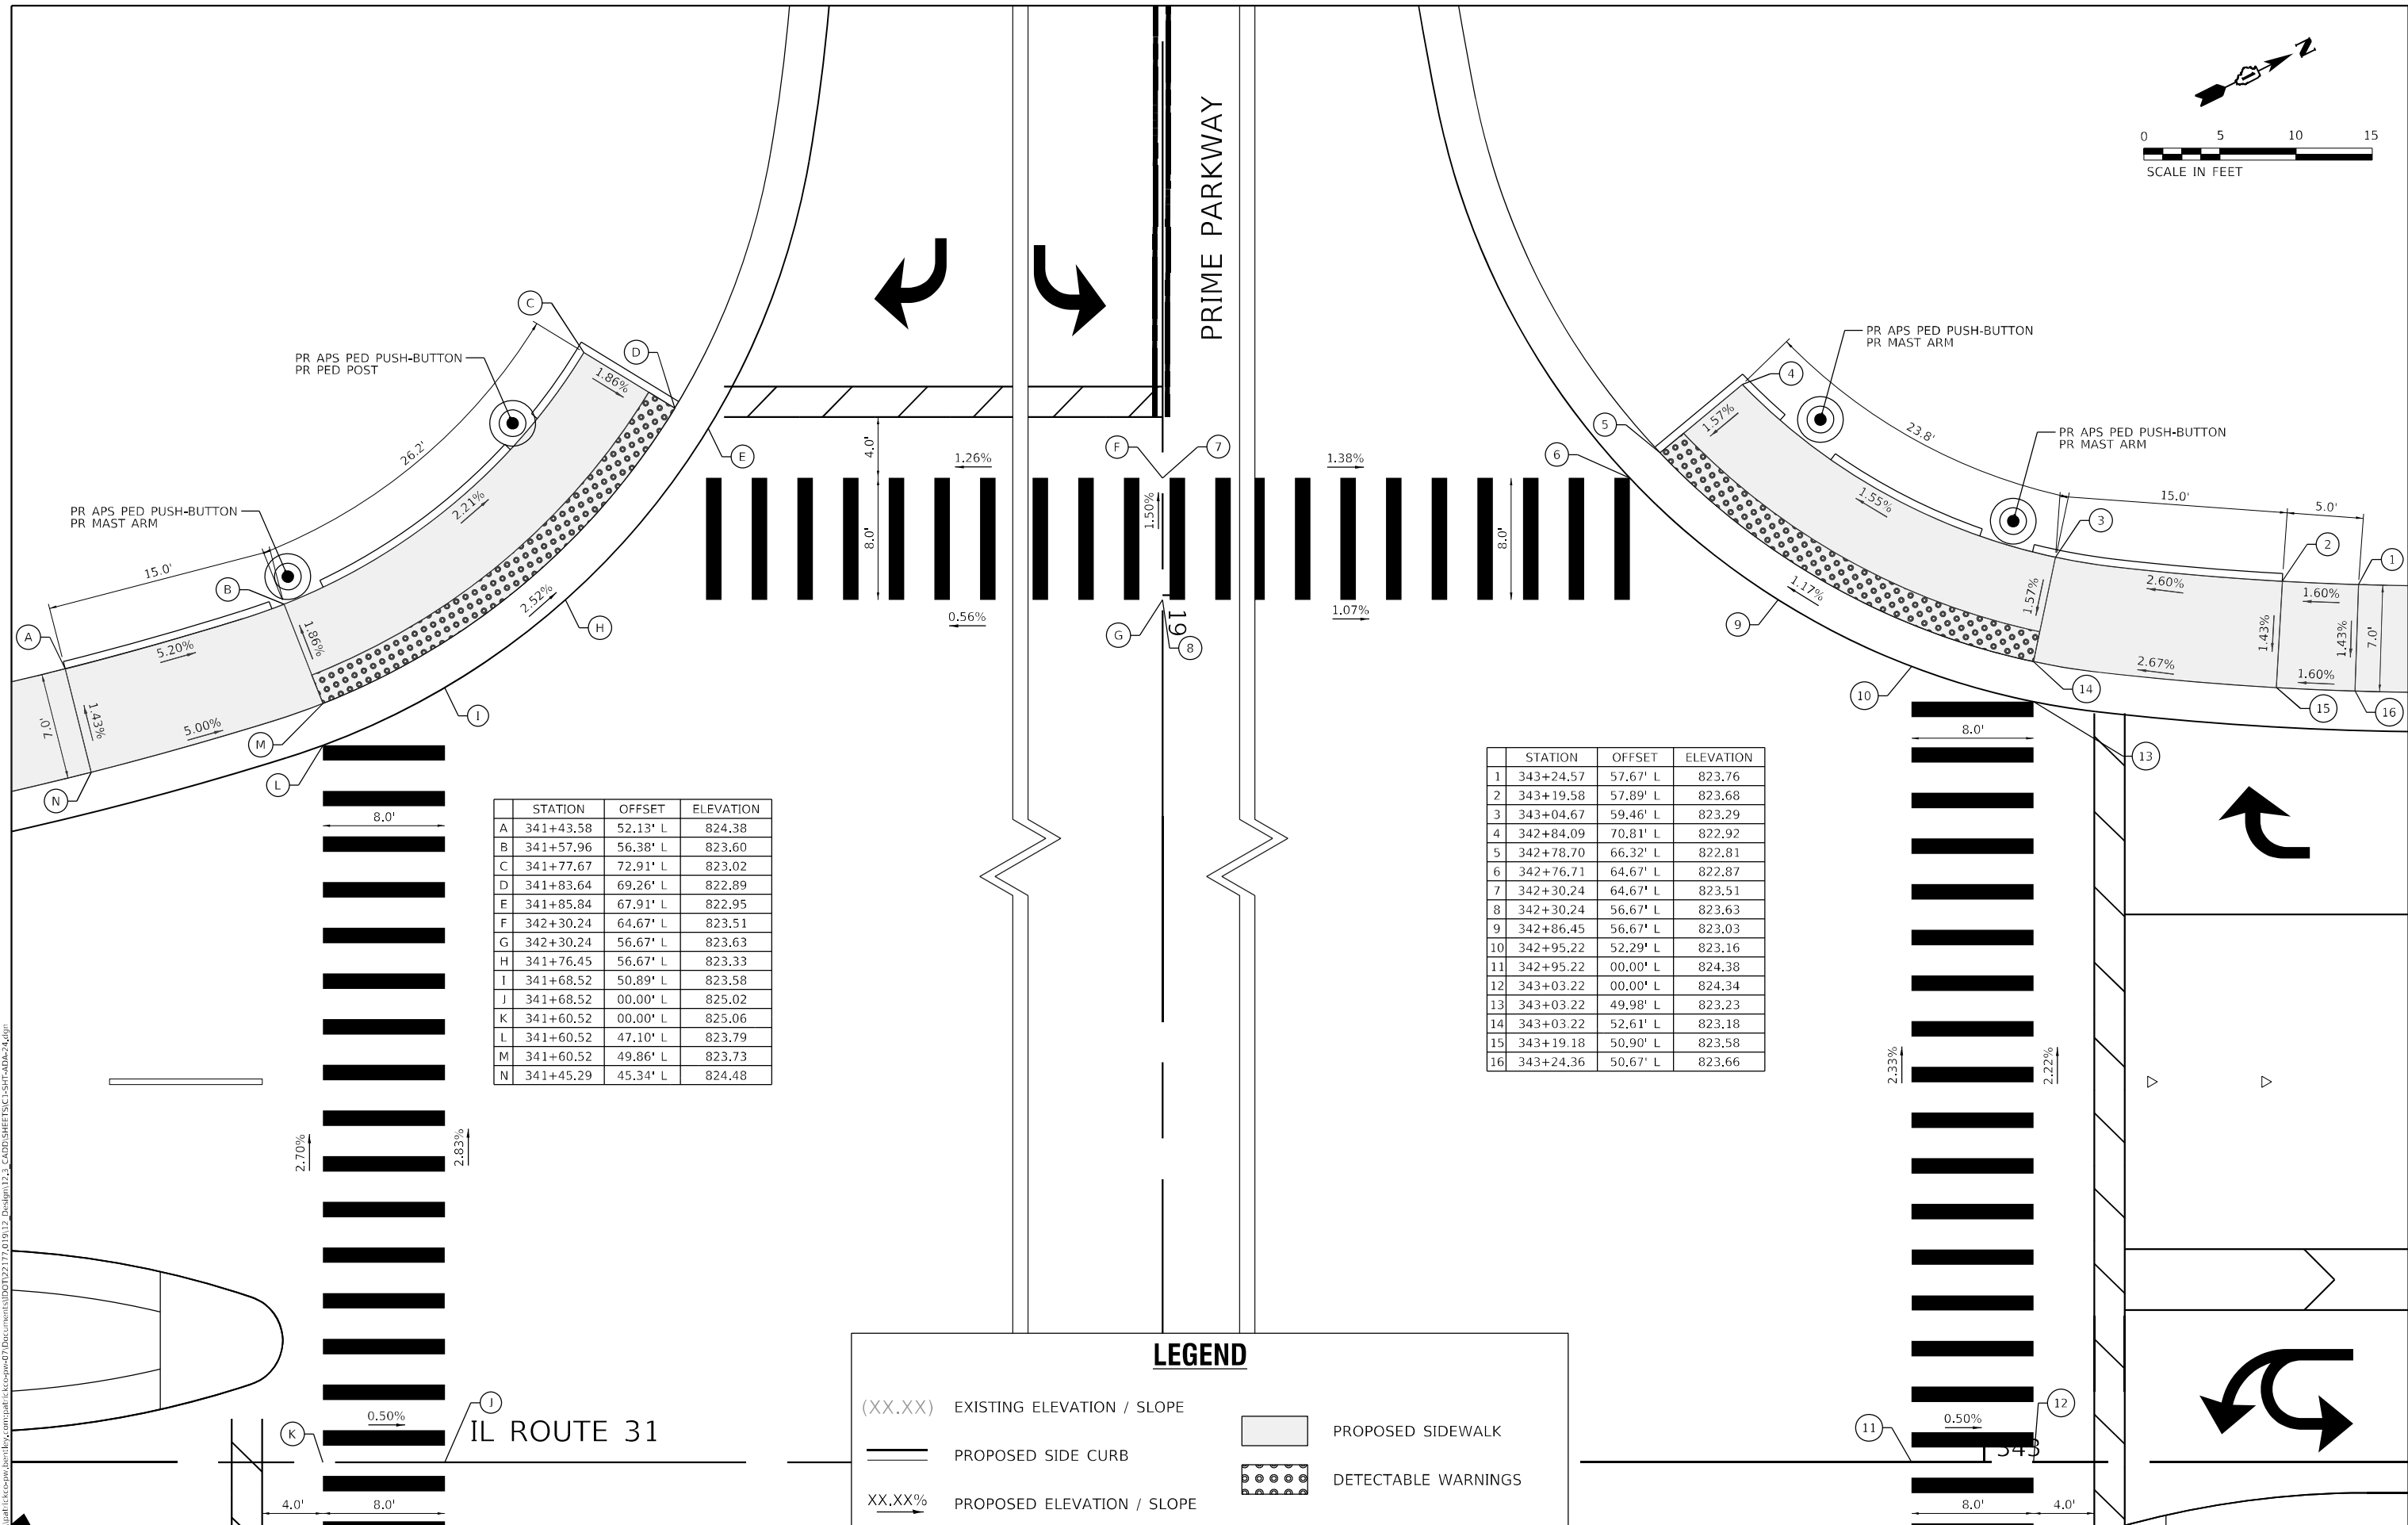 N
0 5 10 15
SCALE IN FEET
PRIME PARKWAY
C
D
PR APS PED PUSH-BUTTON
PR PED POST
1.86%
26.2'
2.21%
E
4.0'
1.26%
F
7
1.38%
PR APS PED PUSH-BUTTON
PR MAST ARM
4
1.57%
5
23.8'
PR APS PED PUSH-BUTTON
PR MAST ARM
6
PR APS PED PUSH-BUTTON
PR MAST ARM
15.0'
B
A
8.0'
1.50%
8.0'
1.55%
15.0'
5.0'
3
2
1
2.60%
1.60%
1.57%
1.43%
1.43%
7.0'
2.67%
1.60%
1.17%
9
10
14
15
16
13
2.52%
H
0.56%
G
19
8
1.07%
1.86%
5.20%
5.00%
7.0'
1.43%
M
I
L
N
8.0'
8.0'
STATION OFFSET ELEVATION
A 341+43.58 52.13' L 824.38
B 341+57.96 56.38' L 823.60
C 341+77.67 72.91' L 823.02
D 341+83.64 69.26' L 822.89
E 341+85.84 67.91' L 822.95
F 342+30.24 64.67' L 823.51
G 342+30.24 56.67' L 823.63
H 341+76.45 56.67' L 823.33
I 341+68.52 50.89' L 823.58
J 341+68.52 00.00' L 825.02
K 341+60.52 00.00' L 825.06
L 341+60.52 47.10' L 823.79
M 341+60.52 49.86' L 823.73
N 341+45.29 45.34' L 824.48
STATION OFFSET ELEVATION
1 343+24.57 57.67' L 823.76
2 343+19.58 57.89' L 823.68
3 343+04.67 59.46' L 823.29
4 342+84.09 70.81' L 822.92
5 342+78.70 66.32' L 822.81
6 342+76.71 64.67' L 822.87
7 342+30.24 64.67' L 823.51
8 342+30.24 56.67' L 823.63
9 342+86.45 56.67' L 823.03
10 342+95.22 52.29' L 823.16
11 342+95.22 00.00' L 824.38
12 343+03.22 00.00' L 824.34
13 343+03.22 49.98' L 823.23
14 343+03.22 52.61' L 823.18
15 343+19.18 50.90' L 823.58
16 343+24.36 50.67' L 823.66
2.70%
2.83%
2.33%
2.22%
0.50%
J
K
IL ROUTE 31
4.0'
8.0'
LEGEND
(XX.XX) EXISTING ELEVATION / SLOPE
PROPOSED SIDE CURB
XX.XX% PROPOSED ELEVATION / SLOPE
PROPOSED SIDEWALK
DETECTABLE WARNINGS
11
0.50%
12
343
8.0'
4.0'